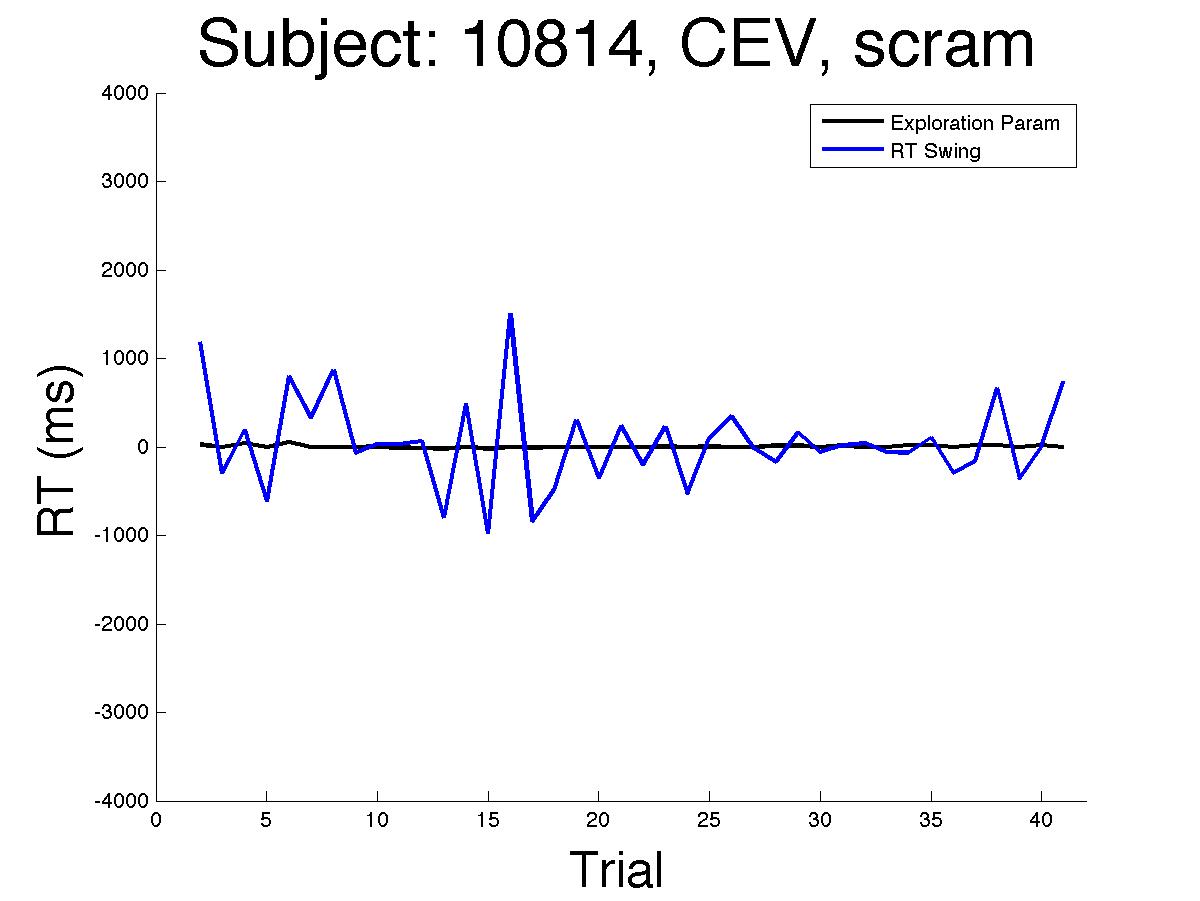 Subject: 10814, CEV, scram
Exploration Param
RT Swing
4000
3000
2000
1000
0
-1000
-2000
-3000
-4000
RT (ms)
0 5 10 15 20 25 30 35 40
Trial